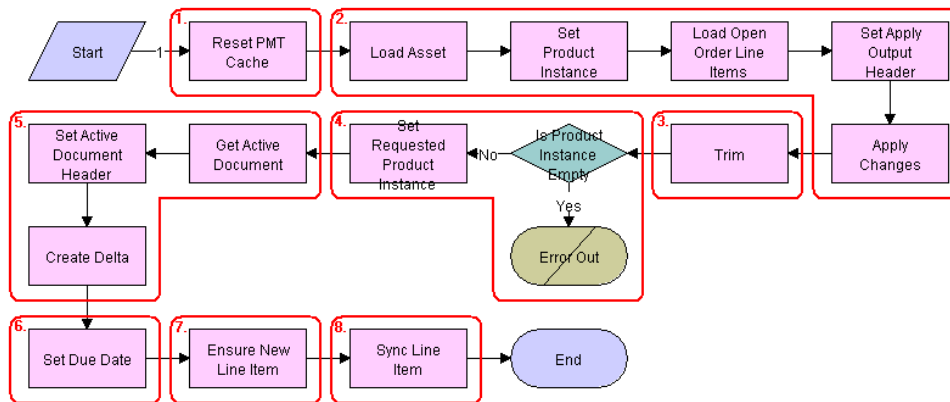 1.
2.
Start
1
Reset PMT
Cache
Load Asset
Set
Product
Instance
Load Open
Order Line
Items
Set Apply
Output
Header
5.
4.
3.
Set Active
Document
Header
Get Active
Document
Set
Requested
Product
Instance
No
Is Product
Instance
Empty
Trim
Apply
Changes
Yes
Create Delta
Error Out
6.
7.
8.
Set Due Date
Ensure New
Line Item
Sync Line
Item
End